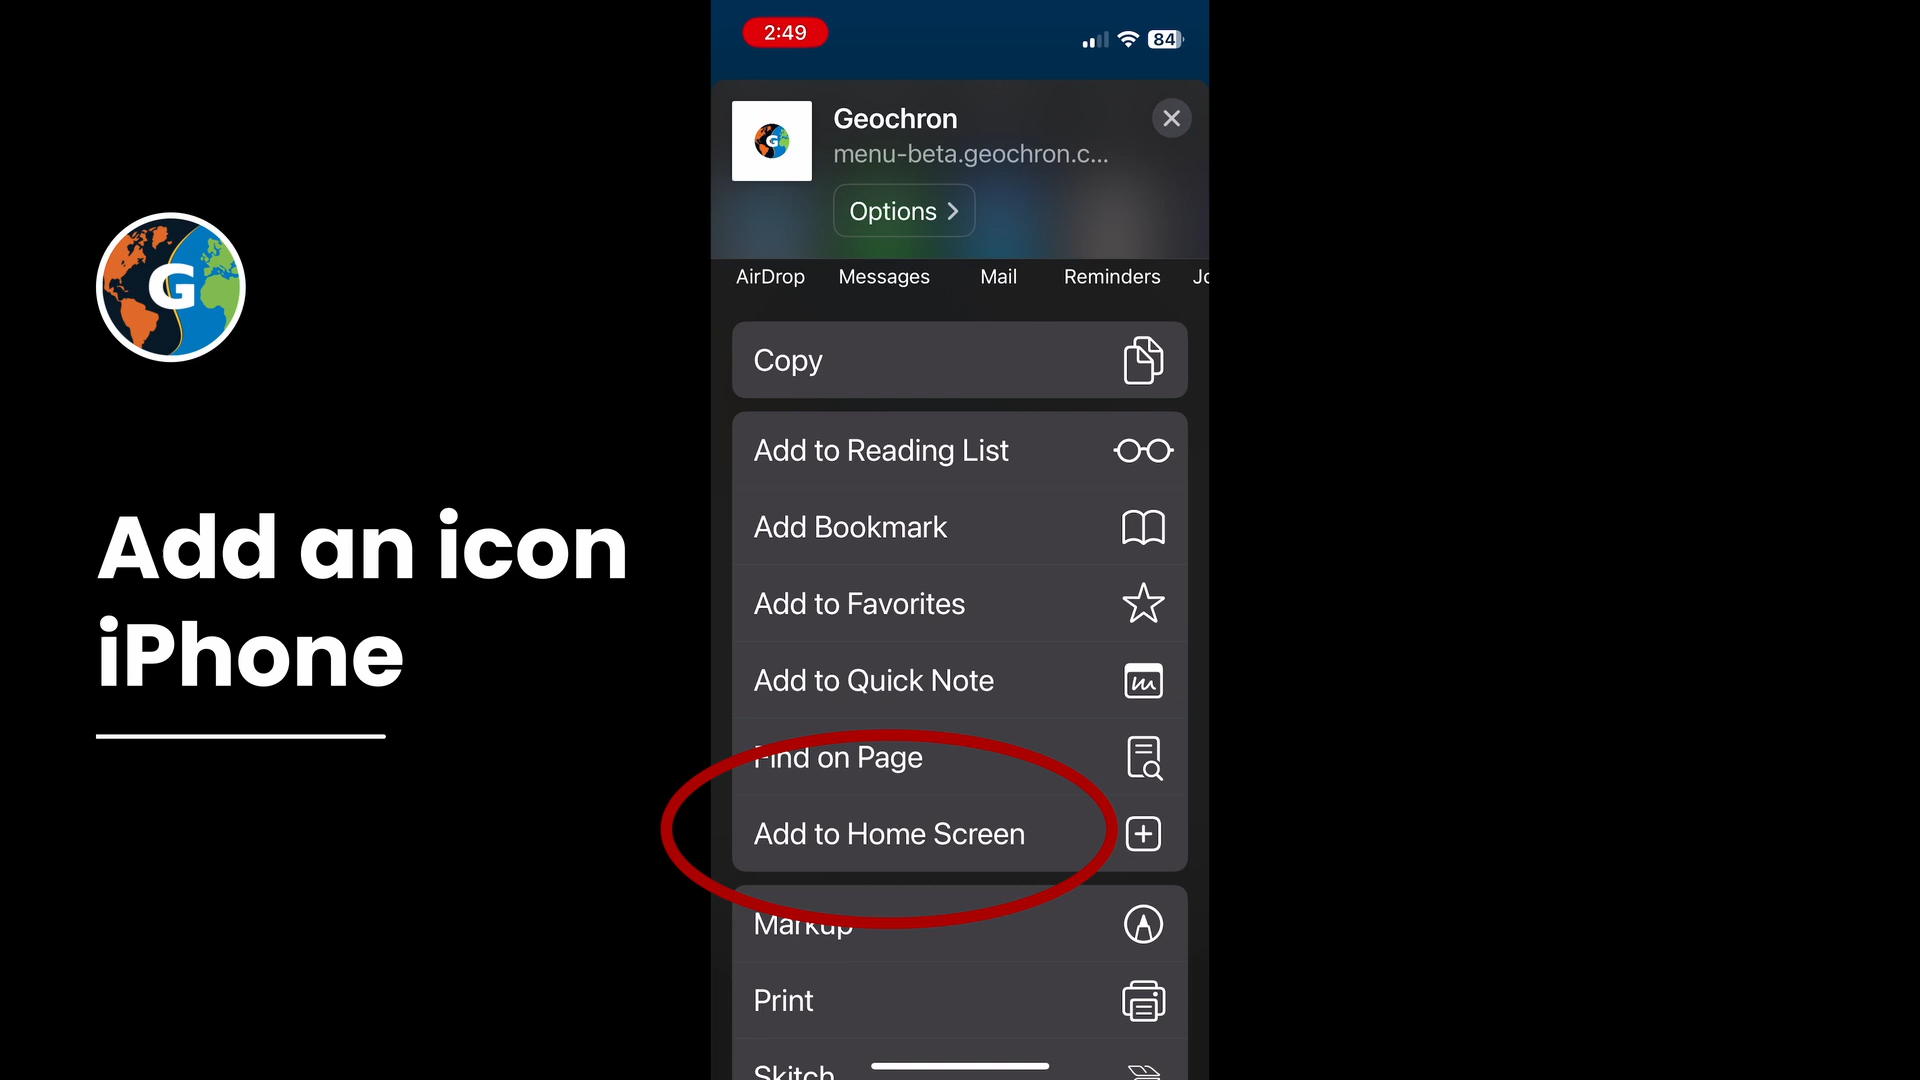 G
Add an icon
iPhone
2:49
84
G
Geochron
menu-beta.geochron.c...
Options
AirDrop Messages Mail Reminders Jo
Copy
Add to Reading List
Add Bookmark
Add to Favorites
Add to Quick Note
Find on Page
Add to Home Screen
Markup
Print
Skitch